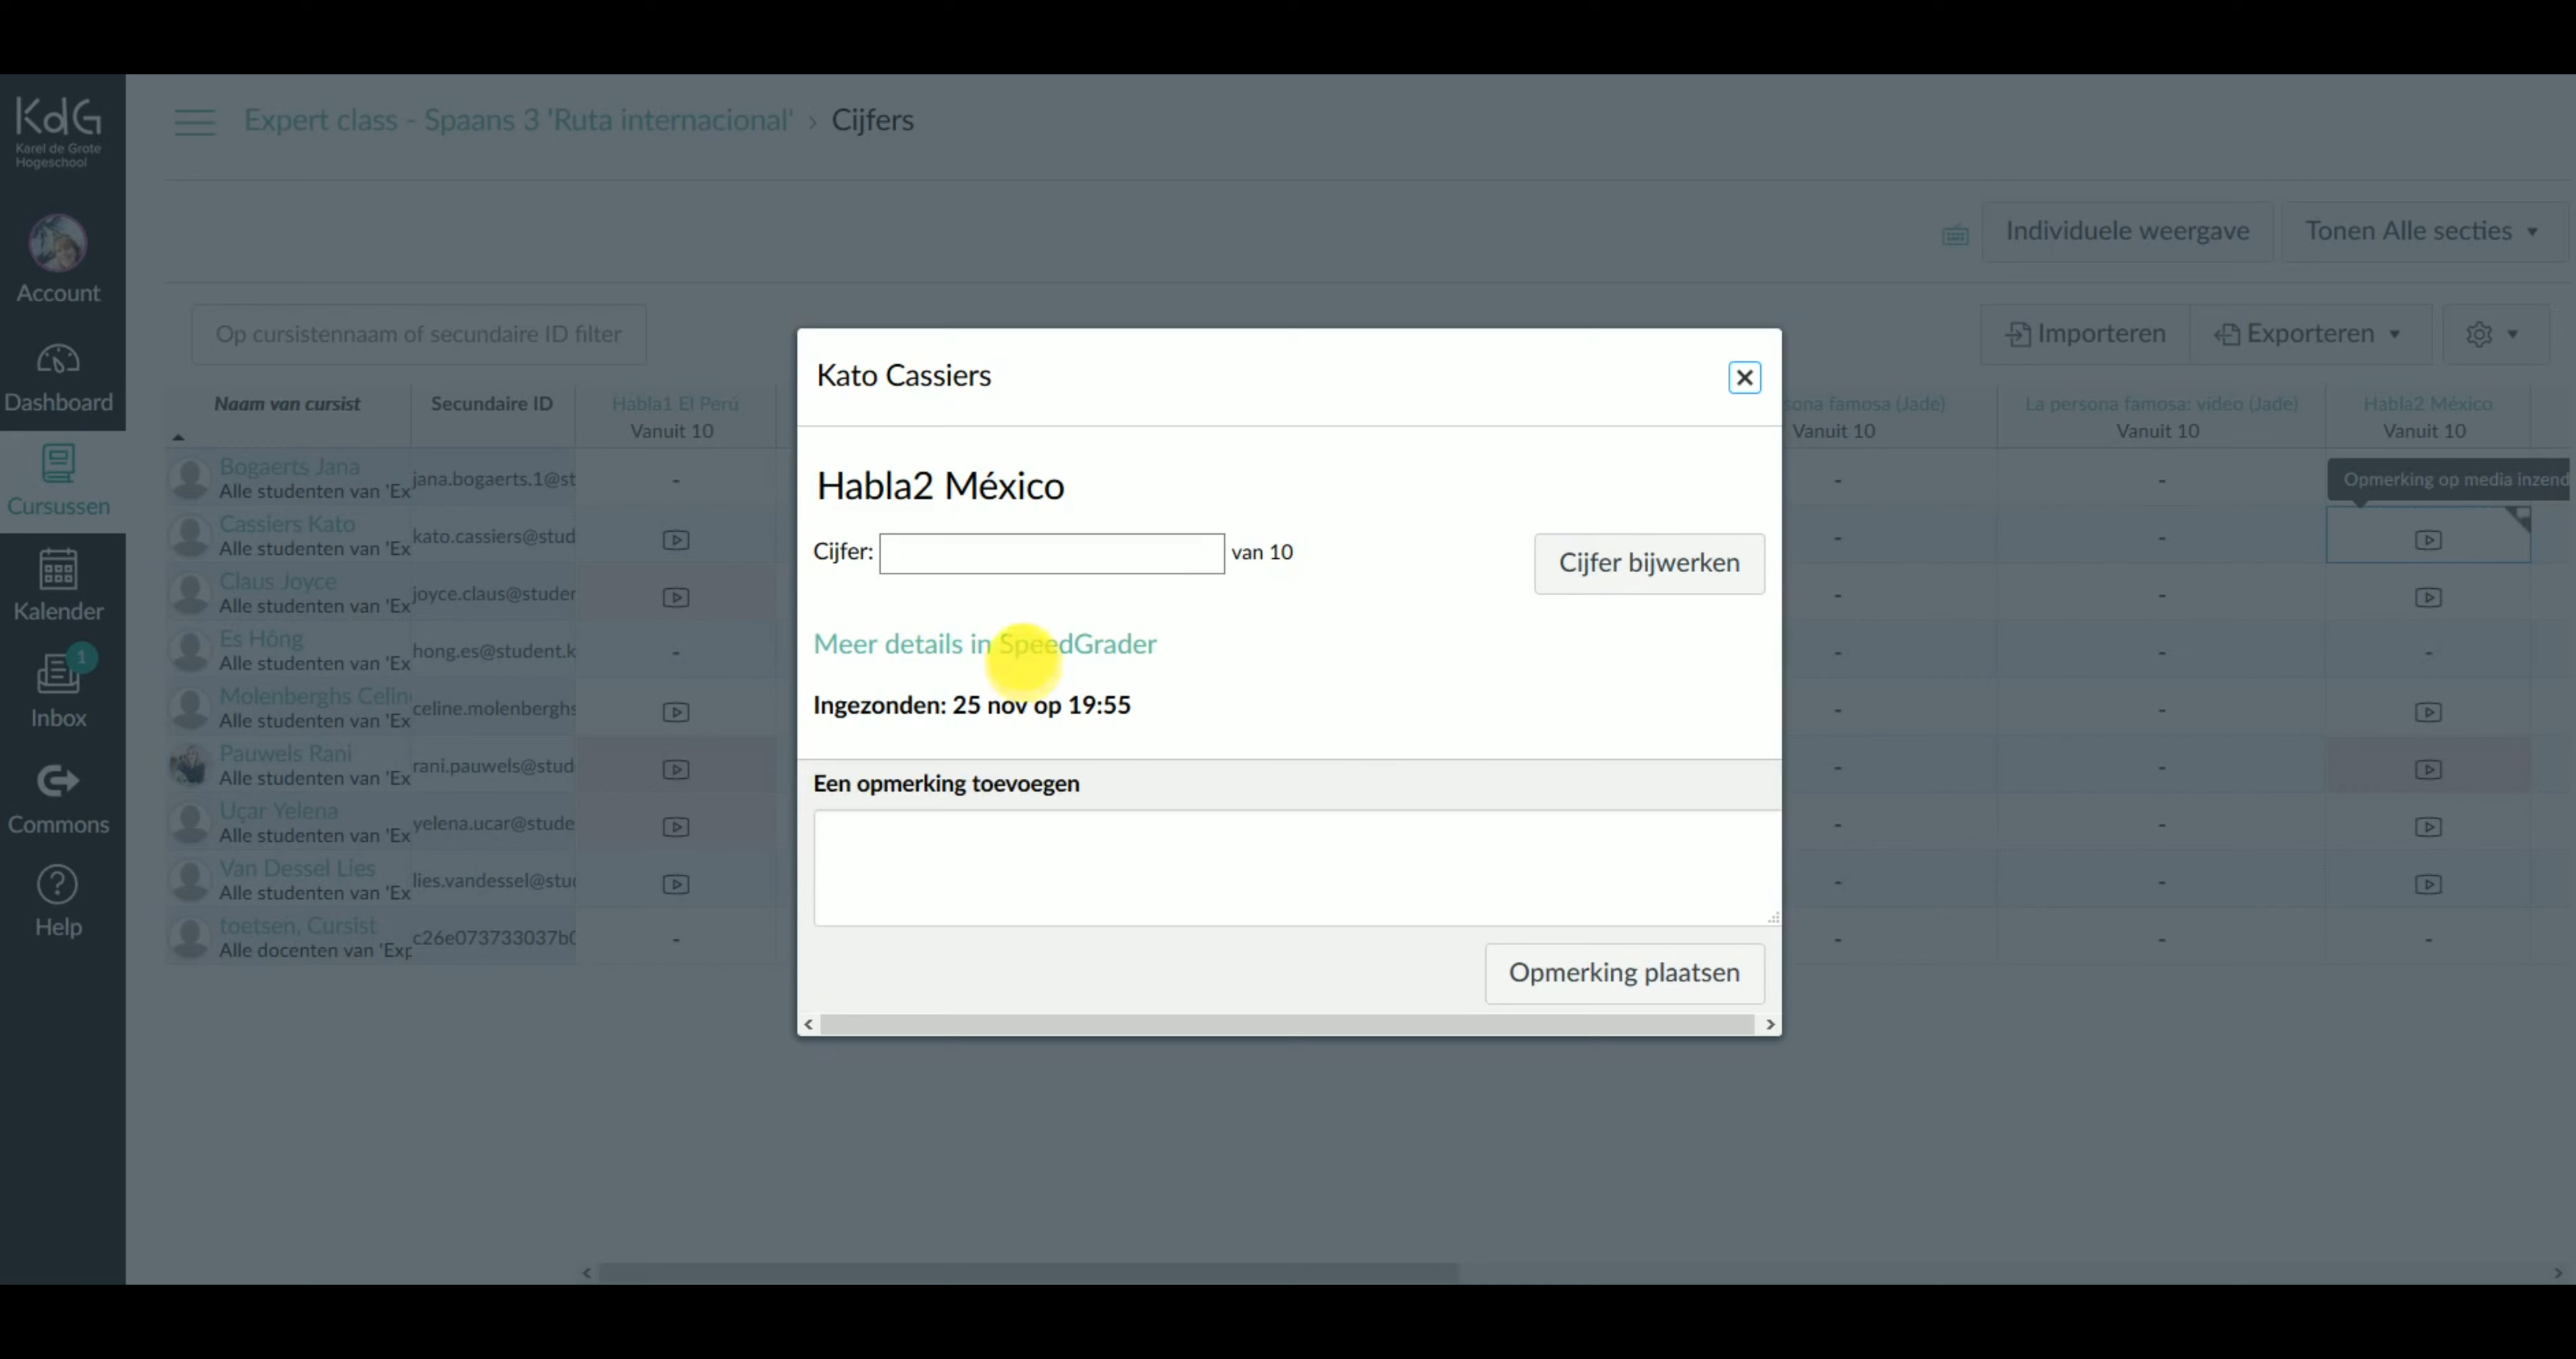 KdG
Karel de Grote
Hogeschool
Account
Dashboard
Cursussen
Kalender
1
Inbox
Commons
Help
Expert class - Spaans 3 'Ruta internacional' › Cijfers
Individuele weergave
Tonen Alle secties
Op cursistennaam of secundaire ID filter
Importeren
Exporteren
Naam van cursist
Secundaire ID
Habla1 El Perú
Vanuit 10
sona famosa (Jade)
Vanuit 10
La persona famosa: video (Jade)
Vanuit 10
Habla2 México
Vanuit 10
Opmerking op media inzend
Bogaerts Jana
Alle studenten van 'Ex
jana.bogaerts.1@st
- - - 
Cassiers Kato
Alle studenten van 'Ex
kato.cassiers@stud
- -
Claus Joyce
Alle studenten van 'Ex
joyce.claus@studer
- -
Es Hông
Alle studenten van 'Ex
hong.es@student.k
- - - -
Molenberghs Celin
Alle studenten van 'Ex
celine.molenberghs
- -
Pauwels Rani
Alle studenten van 'Ex
rani.pauwels@stud
- -
Uçar Yelena
Alle studenten van 'Ex
yelena.ucar@stude
- -
Van Dessel Lies
Alle studenten van 'Ex
lies.vandessel@stu
- -
toetsen, Cursist
Alle docenten van 'Exp
c26e073733037b0
- - - -
Kato Cassiers
Habla2 México
Cijfer:
van 10
Cijfer bijwerken
Meer details in SpeedGrader
Ingezonden: 25 nov op 19:55
Een opmerking toevoegen
Opmerking plaatsen